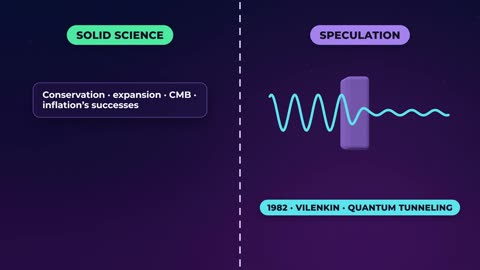 SOLID SCIENCE
Conservation · expansion · CMB ·
inflation's successes
SPECULATION
1982 · VILENKIN · QUANTUM TUNNELING